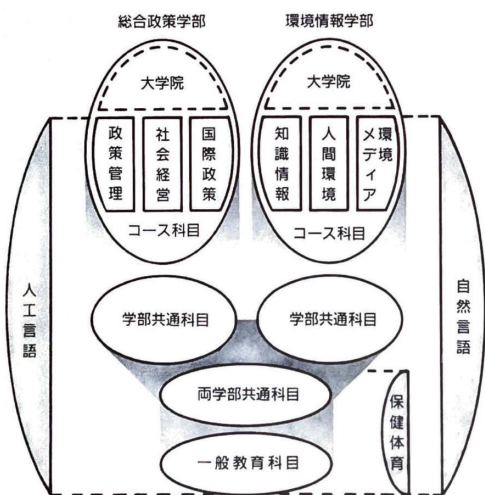 総合政策学部
環境情報学部
大学院
大学院
政策管理
社会経営
国際政策
知識情報
人間環境
環境
メディア
コース科目
コース科目
人工言語
自然言語
学部共通科目
学部共通科目
両学部共通科目
保健体育
一般教育科目